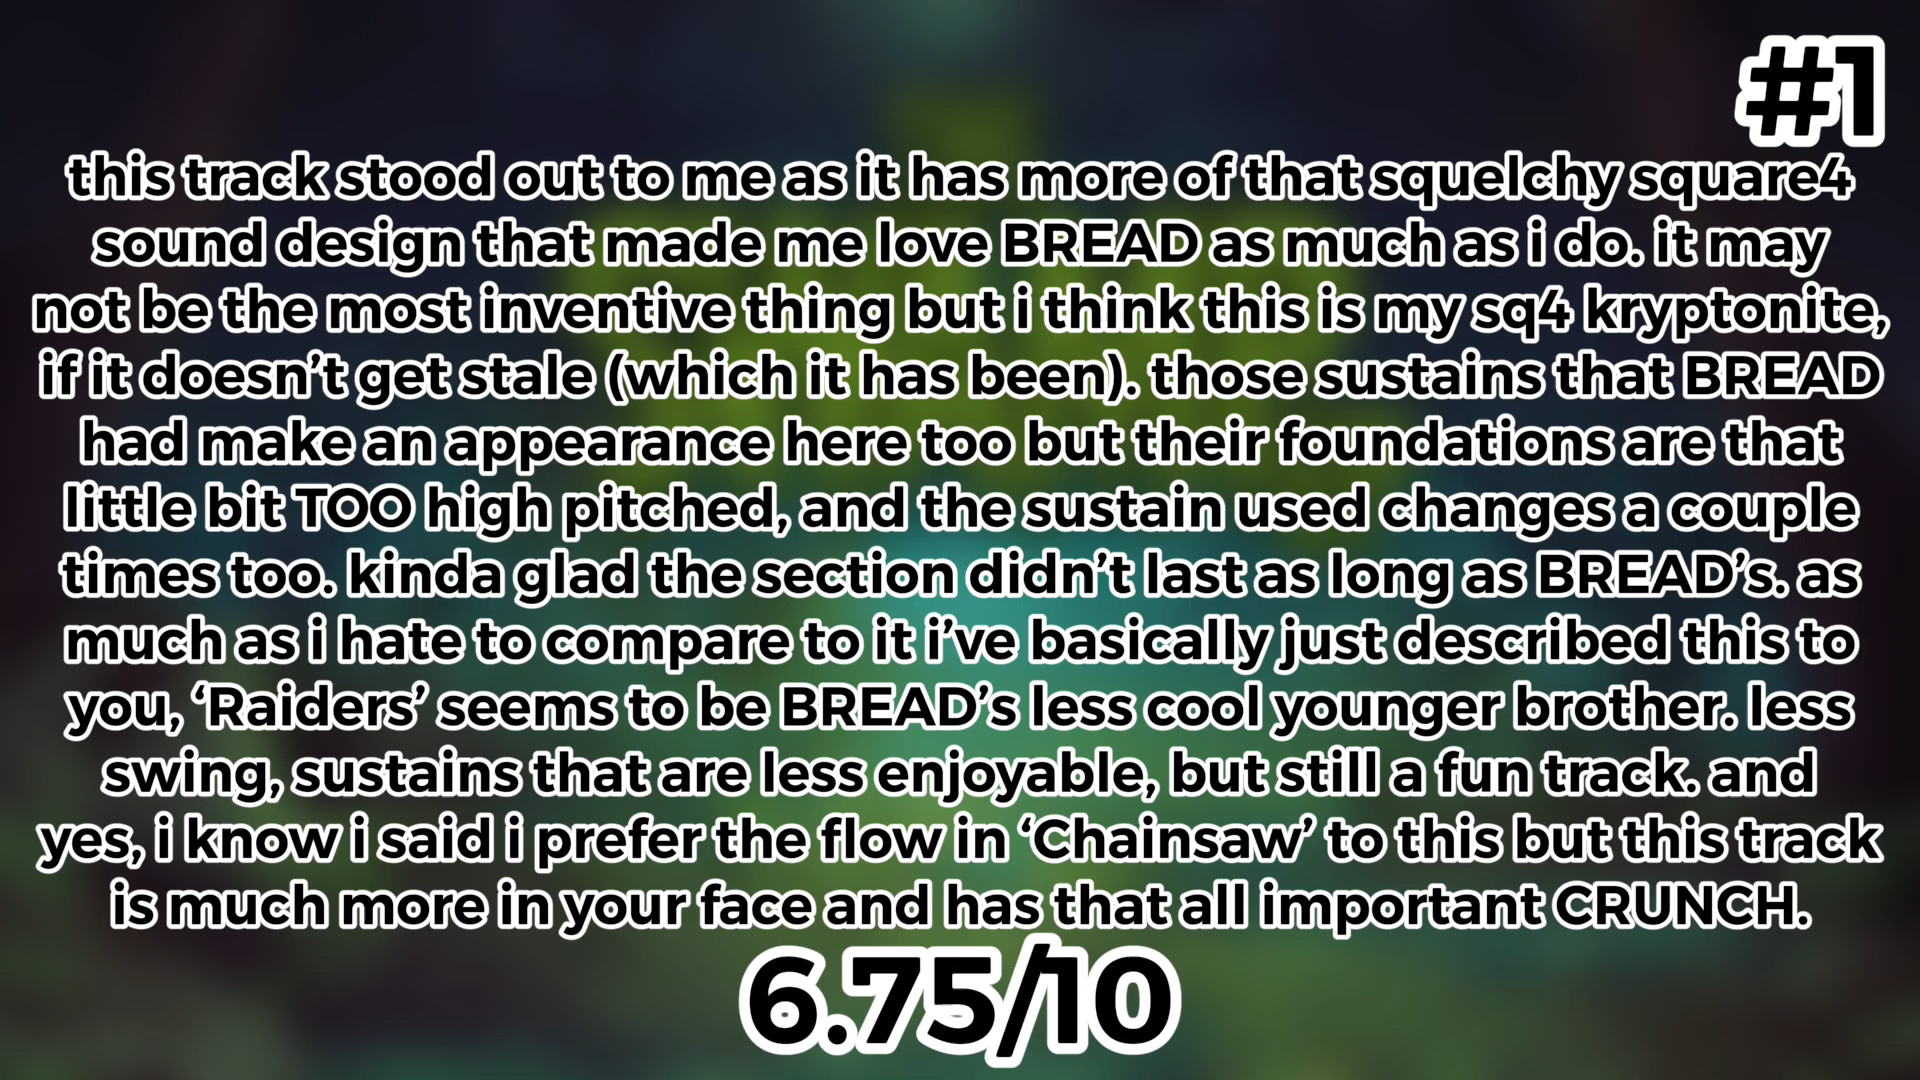 #1
this track stood out to me as it has more of that squelchy square4
sound design that made me love BREAD as much as i do. it may
not be the most inventive thing but i think this is my sq4 kryptonite,
if it doesn’t get stale (which it has been). those sustains that BREAD
had make an appearance here too but their foundations are that
little bit TOO high pitched, and the sustain used changes a couple
times too. kinda glad the section didn’t last as long as BREAD’s. as
much as i hate to compare to it i’ve basically just described this to
you, ‘Raiders’ seems to be BREAD’s less cool younger brother. less
swing, sustains that are less enjoyable, but still a fun track. and
yes, i know i said i prefer the flow in ‘Chainsaw’ to this but this track
is much more in your face and has that all important CRUNCH.
6.75/10